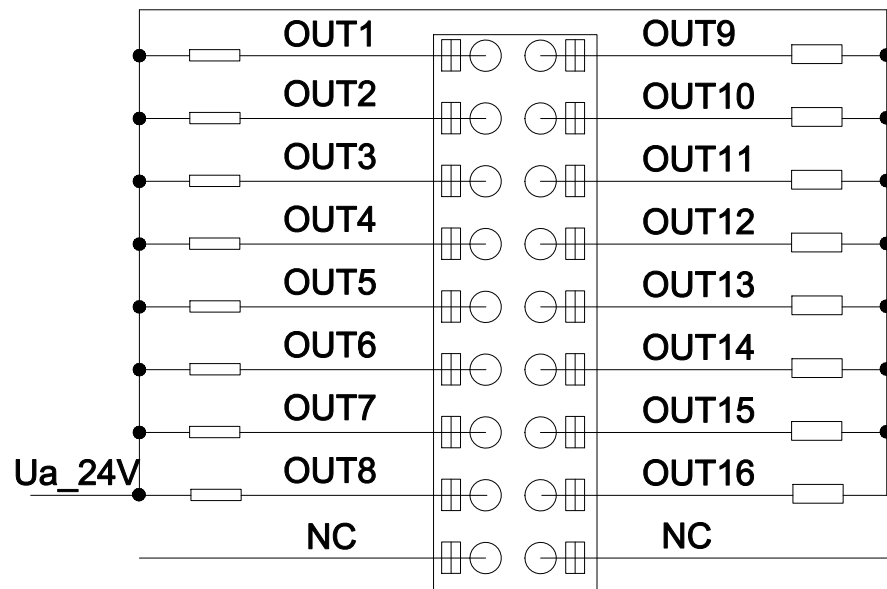 OUT1 OUT9
OUT2 OUT10
OUT3 OUT11
OUT4 OUT12
OUT5 OUT13
OUT6 OUT14
OUT7 OUT15
Ua_24V OUT8 OUT16
NC NC